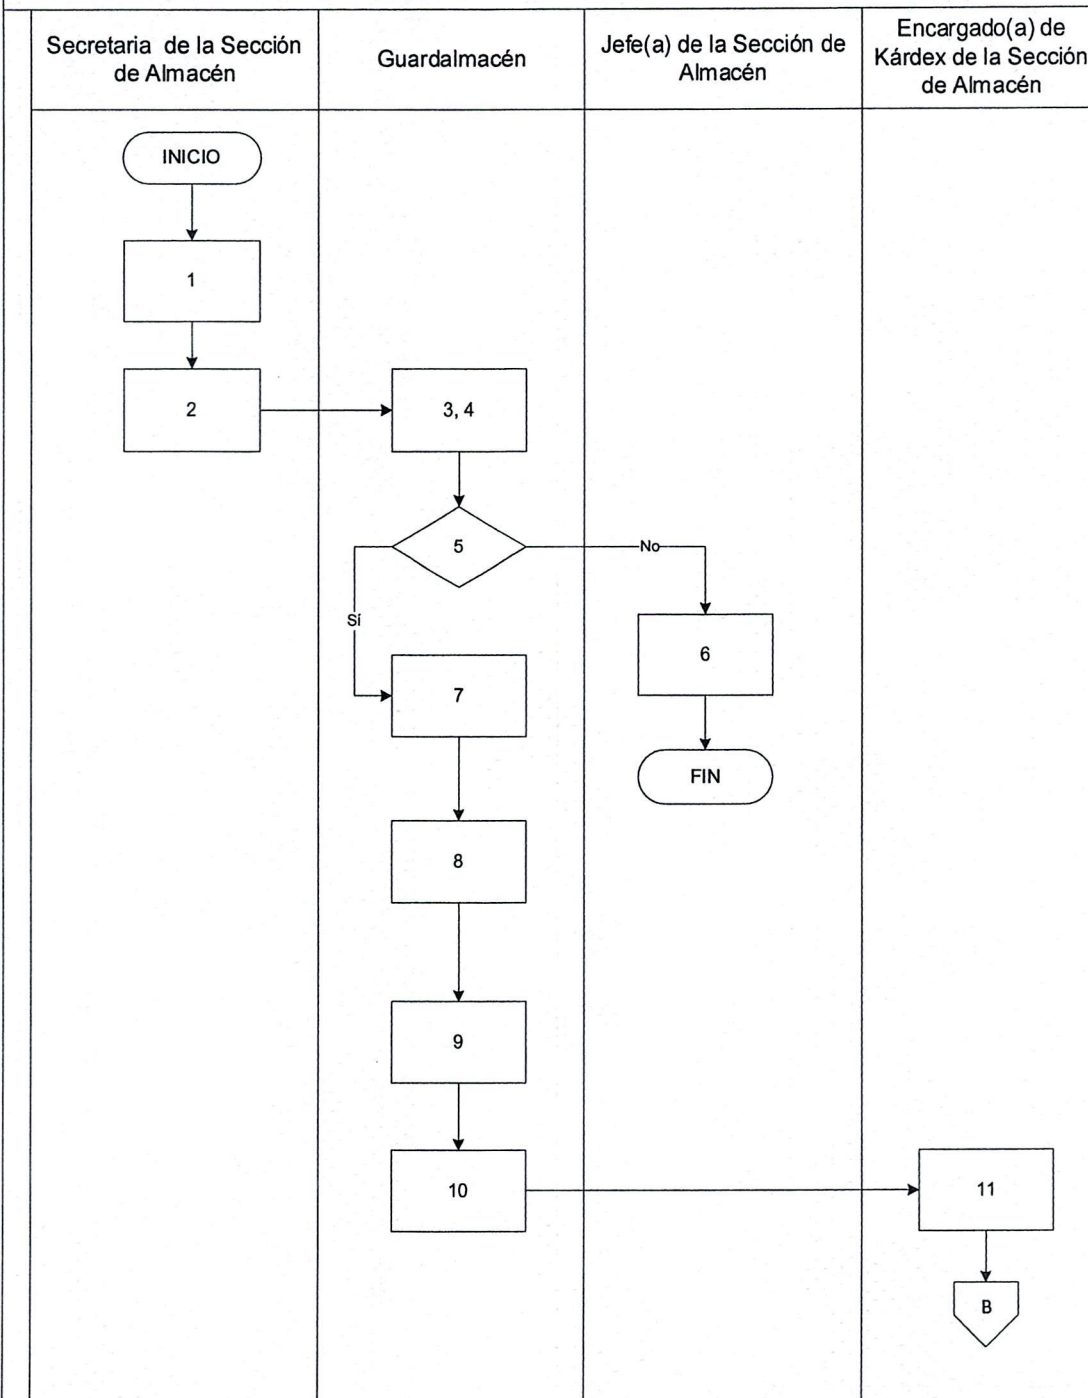 Secretaria de la Sección
de Almacén
Guardalmacén
Jefe(a) de la Sección de
Almacén
Encargado(a) de
Kárdex de la Sección
de Almacén
INICIO
1
2
3, 4
5
No
Sí
6
7
FIN
8
9
10
11
B